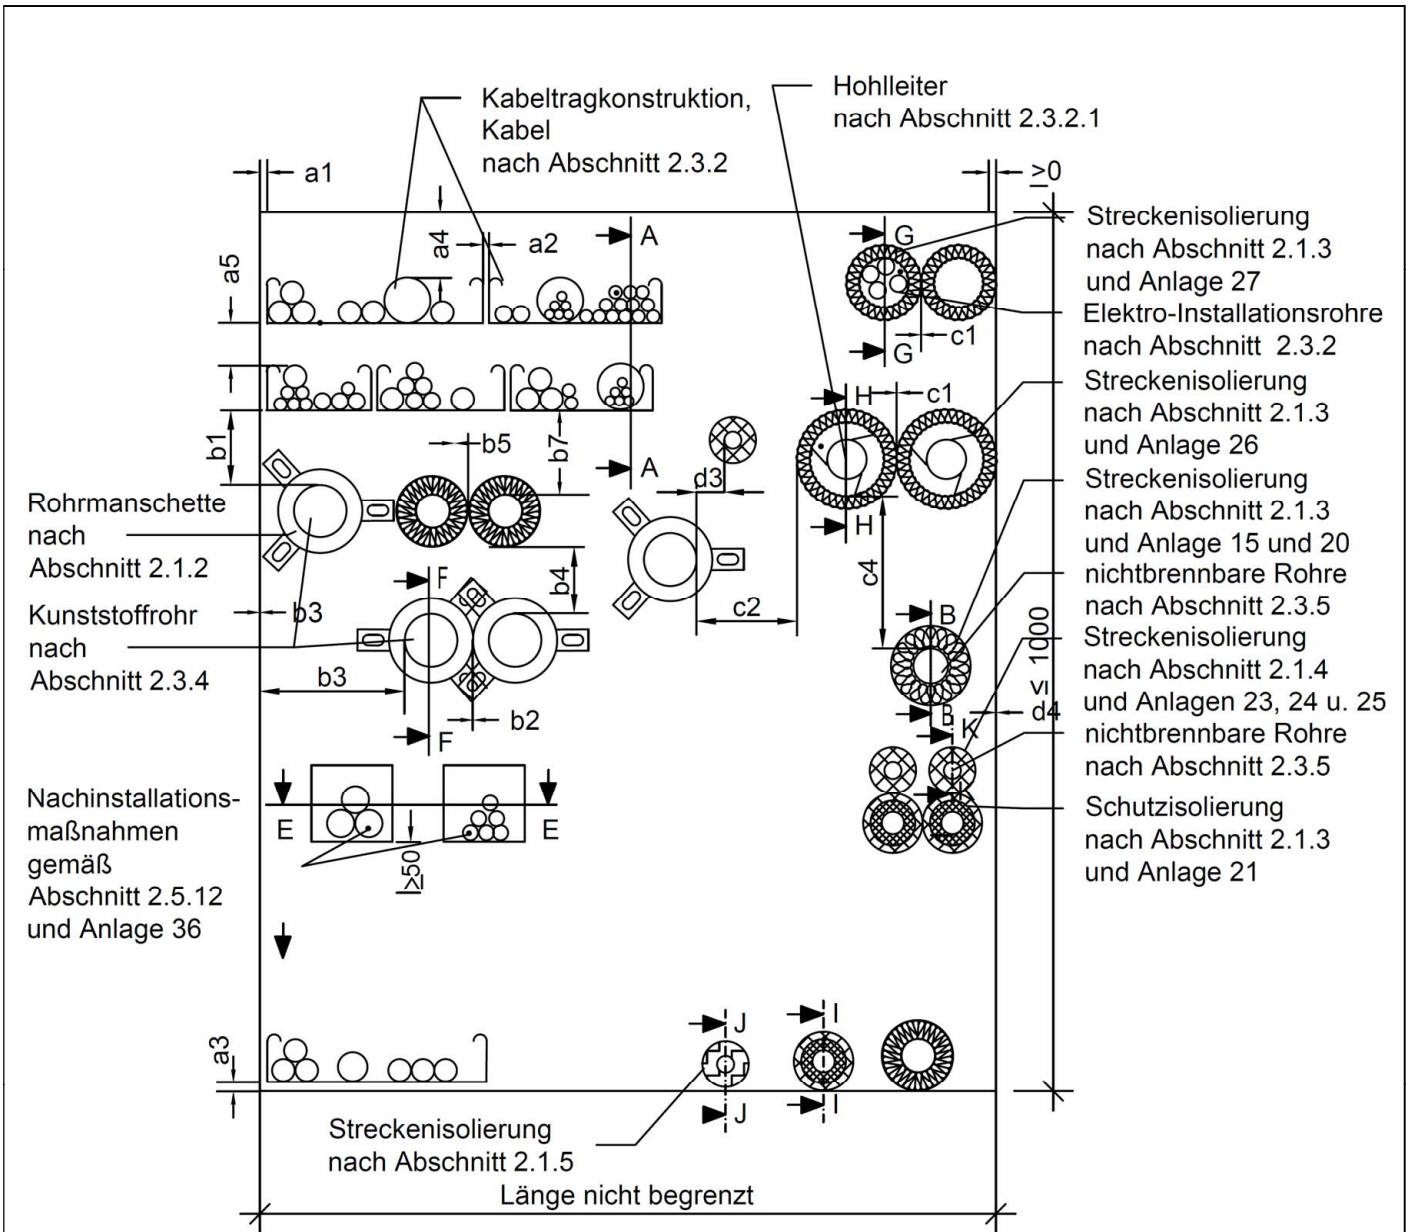 Kabeltragkonstruktion,
Kabel
nach Abschnitt 2.3.2
Hohlleiter
nach Abschnitt 2.3.2.1
a1
≥0
a4
a2
A
G
a5
Streckenisolierung
nach Abschnitt 2.1.3
und Anlage 27
Elektro-Installationsrohre
nach Abschnitt 2.3.2
c1
G
Streckenisolierung
nach Abschnitt 2.1.3
und Anlage 26
H
c1
b1
b5
b7
A
d3
H
Streckenisolierung
nach Abschnitt 2.1.3
und Anlage 15 und 20
nichtbrennbare Rohre
nach Abschnitt 2.3.5
Rohrmanschette
nach
Abschnitt 2.1.2
Kunststoffrohr
nach
Abschnitt 2.3.4
b3
F
b4
c2
c4
B
≤ 1000
Streckenisolierung
nach Abschnitt 2.1.4
und Anlagen 23, 24 u. 25
nichtbrennbare Rohre
nach Abschnitt 2.3.5
b3
b2
F
B
d4
K
K
Schutzisolierung
nach Abschnitt 2.1.3
und Anlage 21
Nachinstallations-
maßnahmen
gemäß
Abschnitt 2.5.12
und Anlage 36
E
E
≥50
a3
J
I
J
I
Streckenisolierung
nach Abschnitt 2.1.5
Länge nicht begrenzt